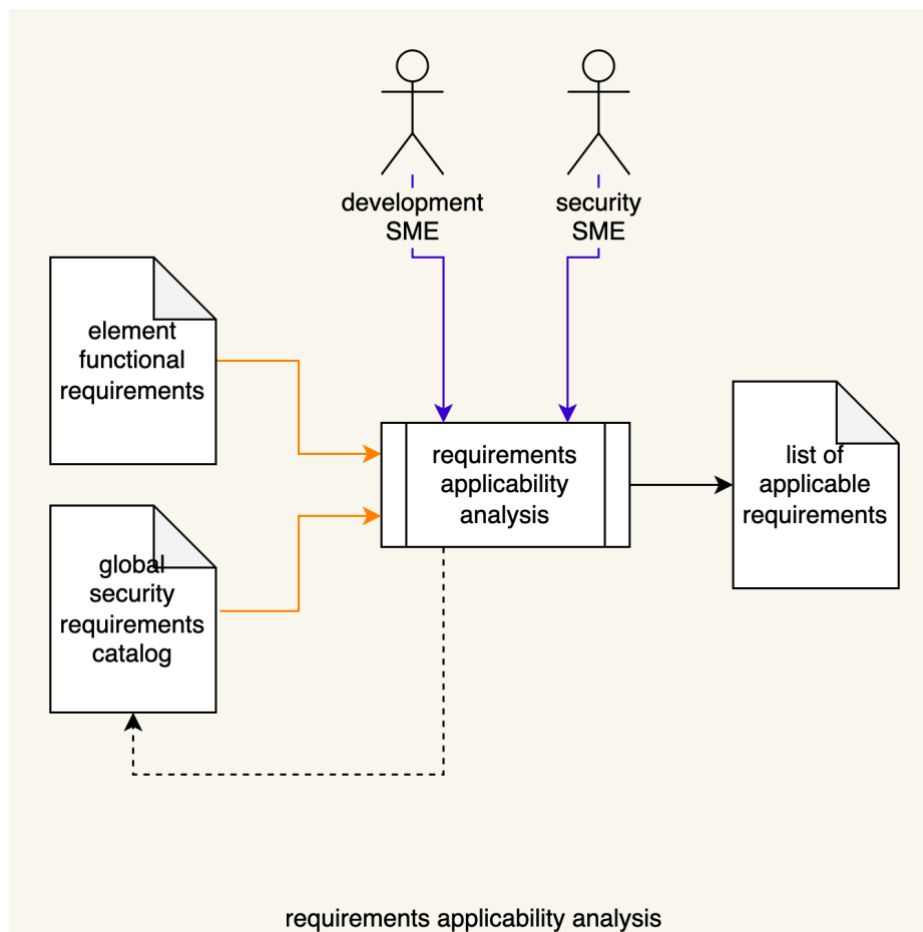 development
SME
security
SME
element
functional
requirements
requirements
applicability
analysis
list of
applicable
requirements
global
security
requirements
catalog
requirements applicability analysis